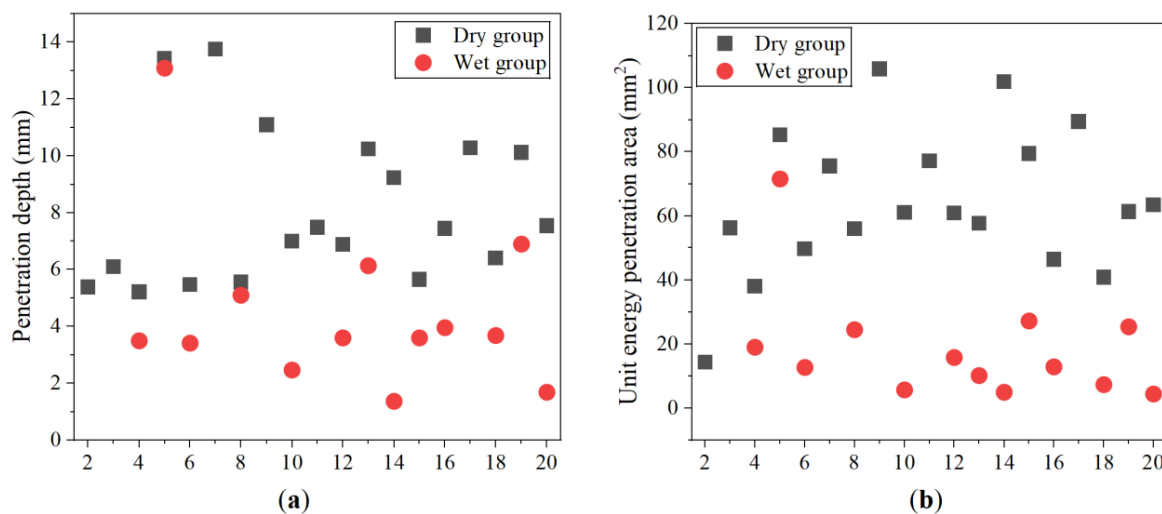 Dry group
Wet group
Penetration depth (mm)
14
12
10
8
6
4
2
0
2 4 6 8 10 12 14 16 18 20
(a)
Dry group
Wet group
Unit energy penetration area (mm²)
120
100
80
60
40
20
0
2 4 6 8 10 12 14 16 18 20
(b)